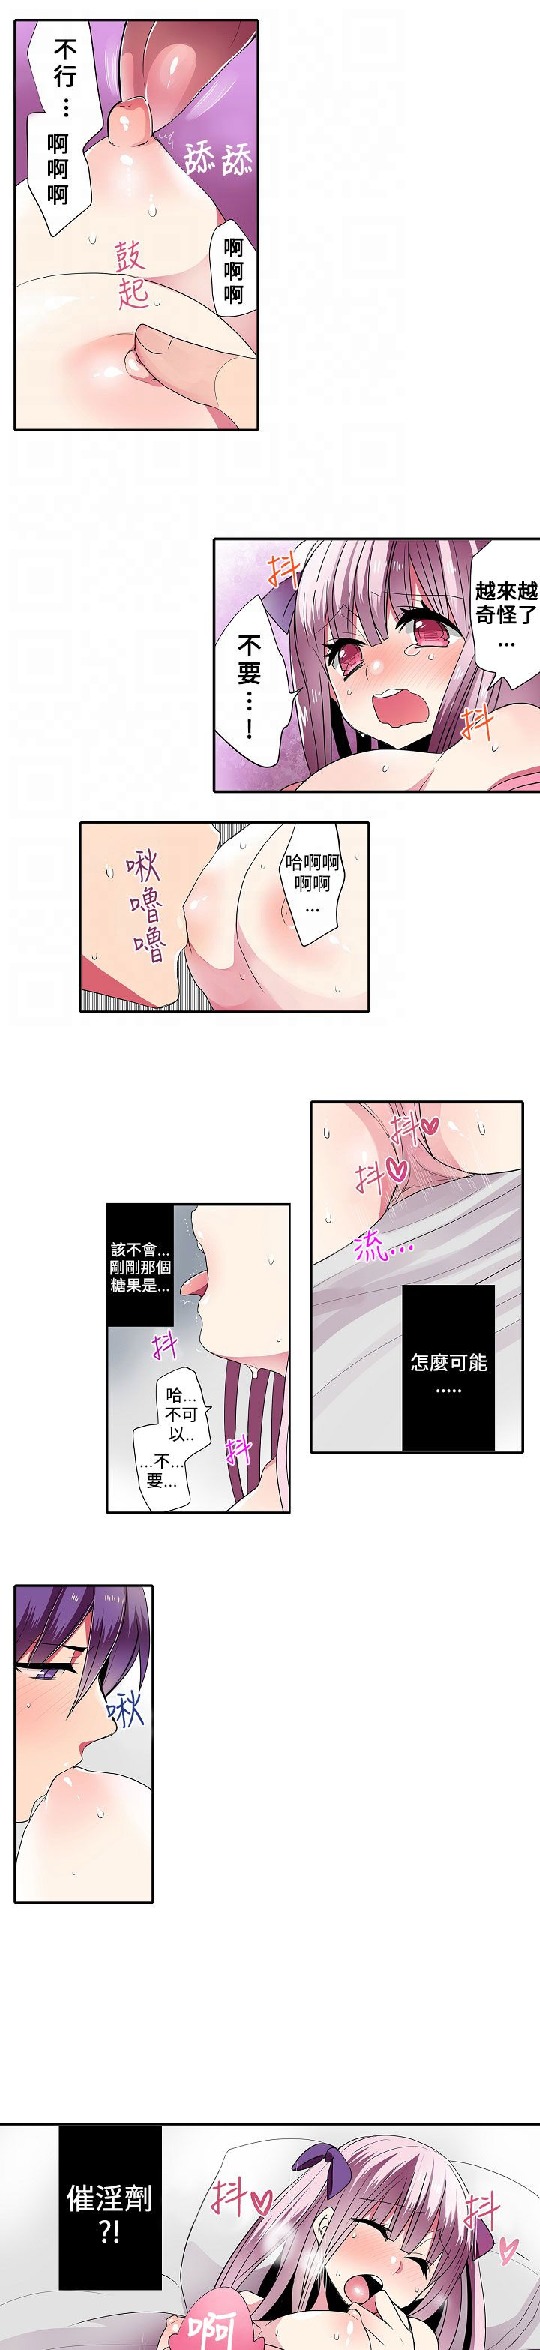 不行…
啊啊啊
舔舔
啊啊啊
鼓起
抖
越來越
奇怪了
…
不要…!
抖
哈啊啊
啊啊
…
啾嚕嚕
抖
抖
流…
怎麼可能
.....
該不會…
剛剛那個
糖果是…
抖
哈…
不可
以..
抖
…不…
要…
啾
催淫劑
?!
抖
抖
啊